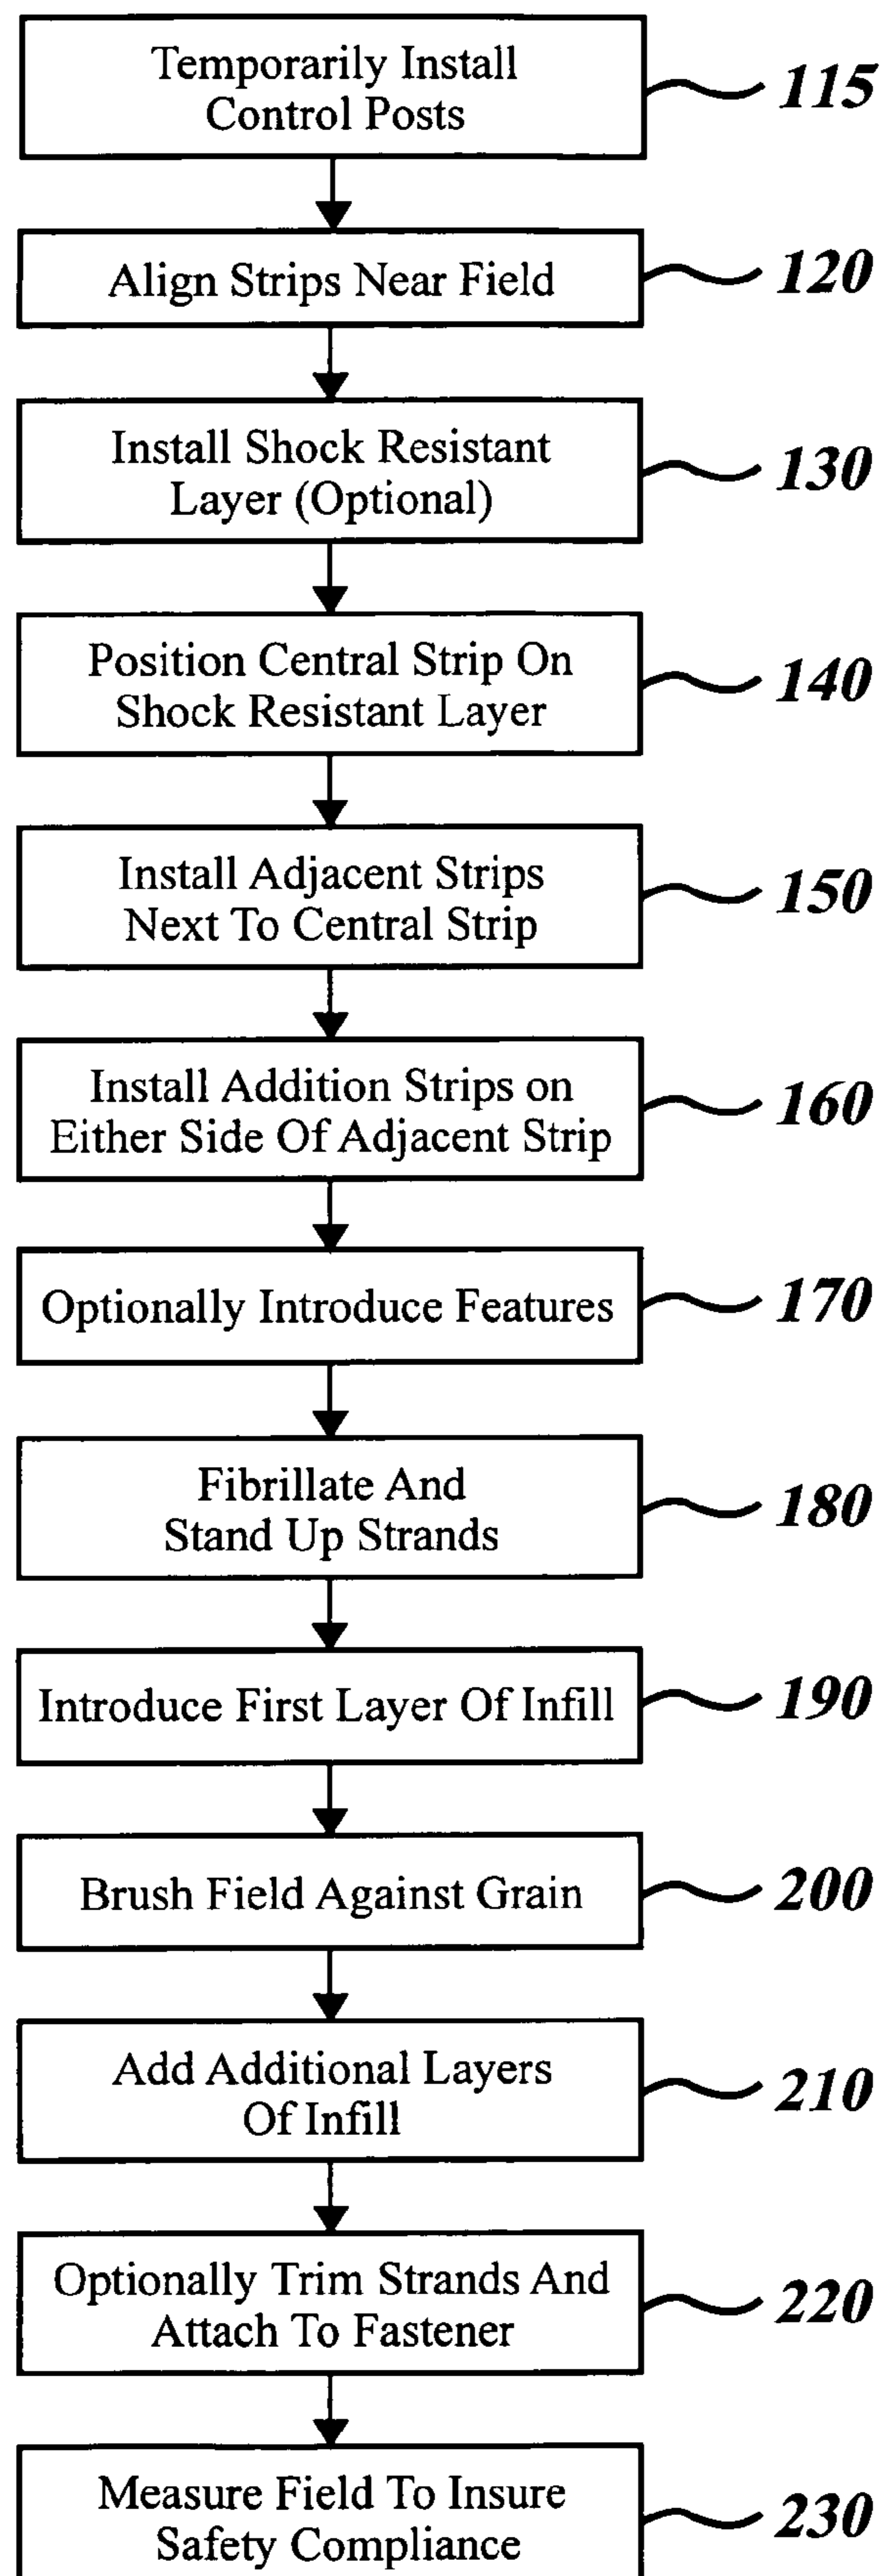 Temporarily Install
Control Posts
115
Align Strips Near Field
120
Install Shock Resistant
Layer (Optional)
130
Position Central Strip On
Shock Resistant Layer
140
Install Adjacent Strips
Next To Central Strip
150
Install Addition Strips on
Either Side Of Adjacent Strip
160
Optionally Introduce Features
170
Fibrillate And
Stand Up Strands
180
Introduce First Layer Of Infill
190
Brush Field Against Grain
200
Add Additional Layers
Of Infill
210
Optionally Trim Strands And
Attach To Fastener
220
Measure Field To Insure
Safety Compliance
230